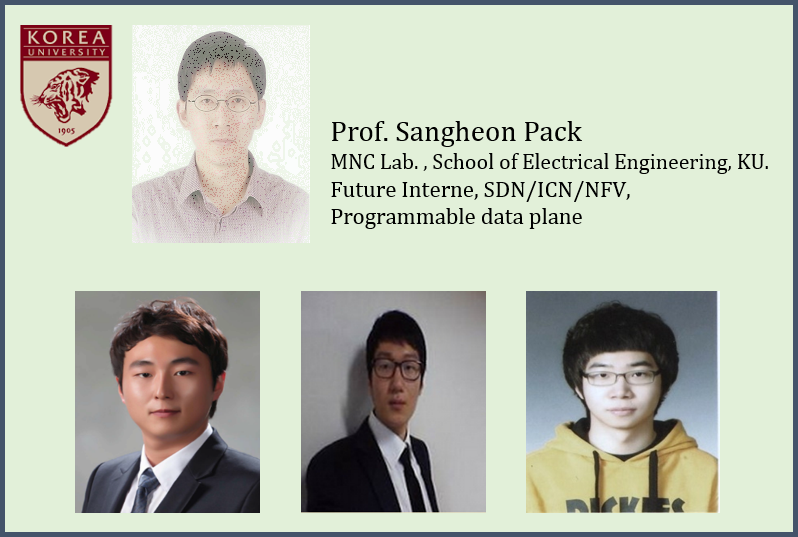 KOREA
UNIVERSITY
1905
Prof. Sangheon Pack
MNC Lab. , School of Electrical Engineering, KU.
Future Interne, SDN/ICN/NFV,
Programmable data plane
DICKIES